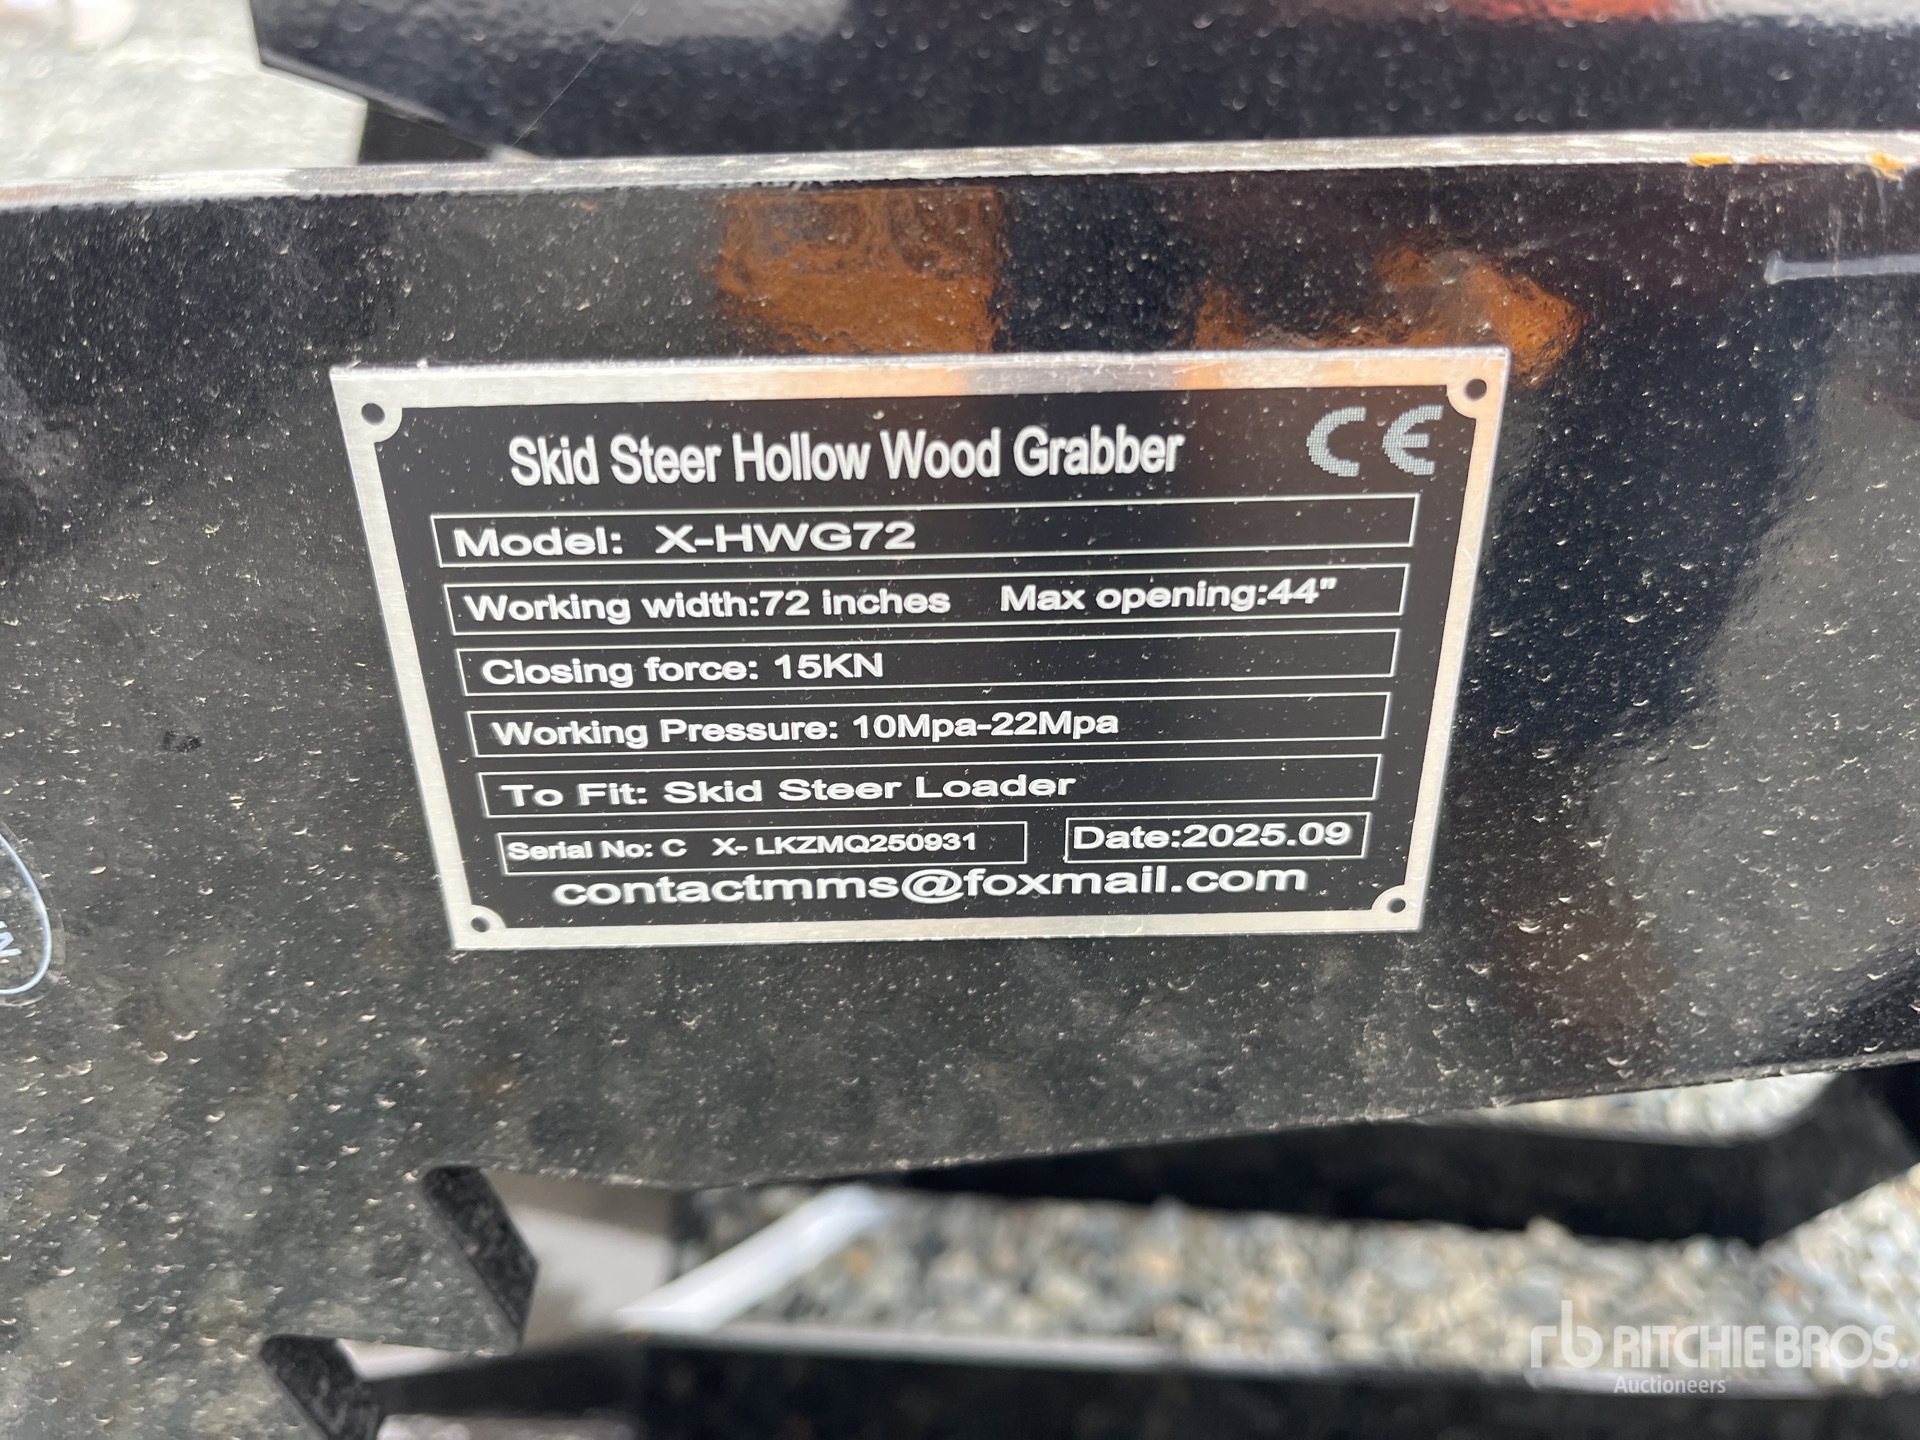 Skid Steer Hollow Wood Grabber CE
Model: X-HWG72
Working width:72 inches Max opening:44"
Closing force: 15KN
Working Pressure: 10Mpa-22Mpa
To Fit: Skid Steer Loader
Serial No: C X- LKZMQ250931 Date:2025.09
contactmms@foxmail.com
rb RITCHIE BROS.
Auctioneers